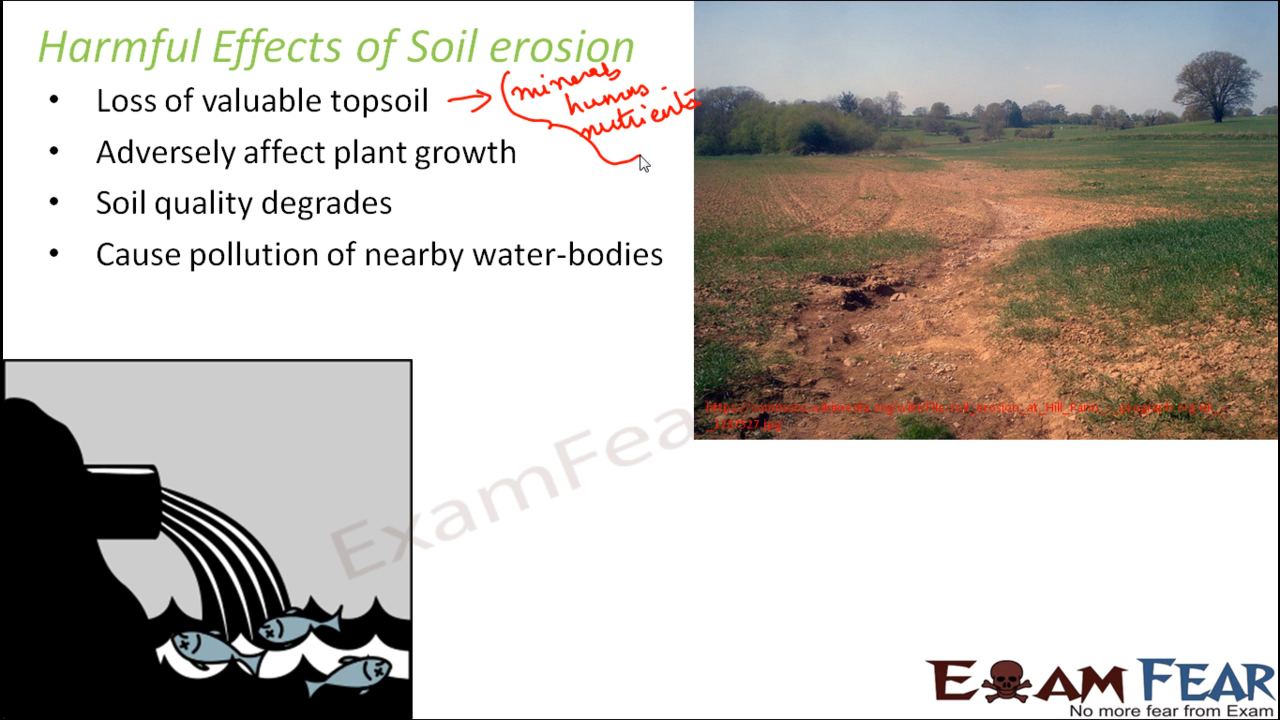 Harmful Effects of Soil erosion
• Loss of valuable topsoil → minerals
humus
nutrients
• Adversely affect plant growth
• Soil quality degrades
• Cause pollution of nearby water-bodies
ExamFea
EXAM FEAR
No more fear from Exam